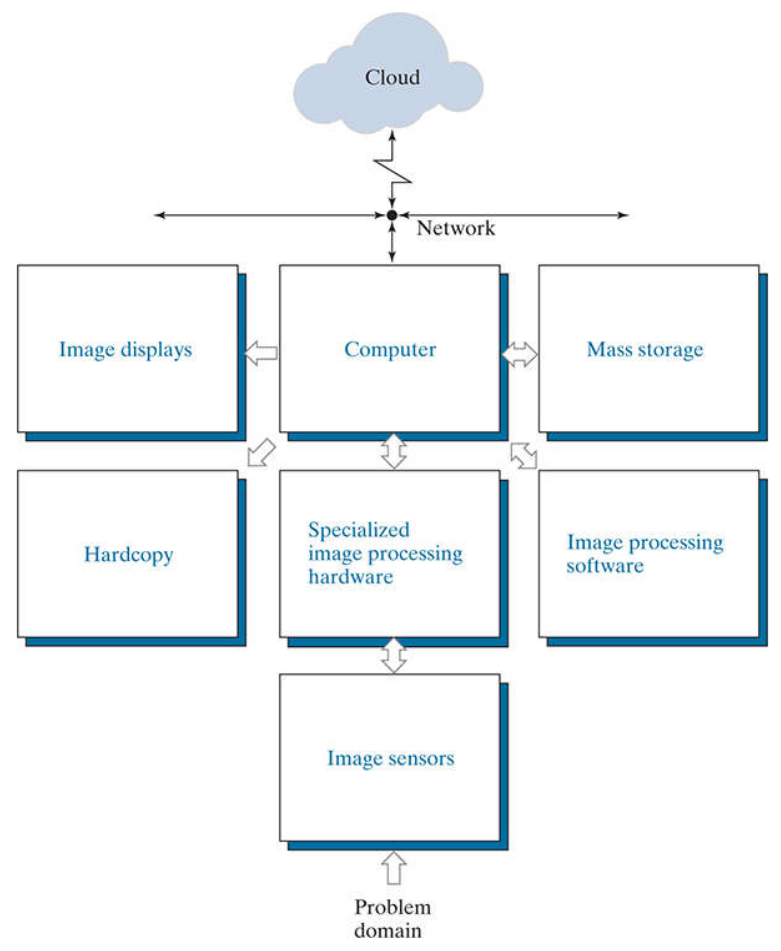 Cloud
Network
Image displays
Computer
Mass storage
Hardcopy
Specialized
image processing
hardware
Image processing
software
Image sensors
Problem
domain